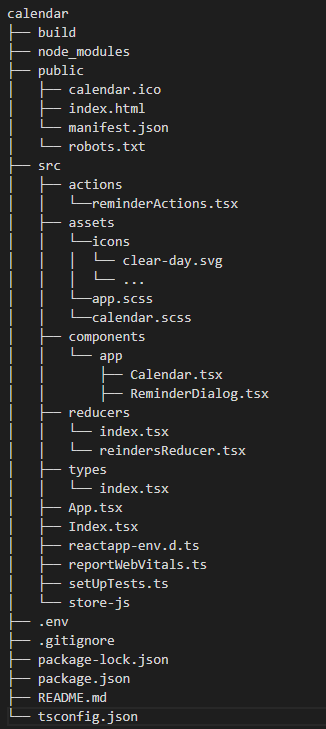 calendar
├── build
├── node_modules
├── public
│   ├── calendar.ico
│   ├── index.html
│   └── manifest.json
│   └── robots.txt
├── src
│   ├── actions
│   │   └──reminderActions.tsx
│   ├── assets
│   │   └──icons
│   │   │  └── clear-day.svg
│   │   │  └── ...
│   │   └──app.scss
│   │   └──calendar.scss
│   ├── components
│   │   └── app
│   │       ├── Calendar.tsx
│   │       ├── ReminderDialog.tsx
│   ├── reducers
│   │   └── index.tsx
│   │   └── reindersReducer.tsx
│   ├── types
│   │   └── index.tsx
│   ├── App.tsx
│   ├── Index.tsx
│   ├── reactapp-env.d.ts
│   ├── reportWebVitals.ts
│   ├── setUpTests.ts
│   └── store-js
├── .env
├── .gitignore
├── package-lock.json
├── package.json
├── README.md
└── tsconfig.json